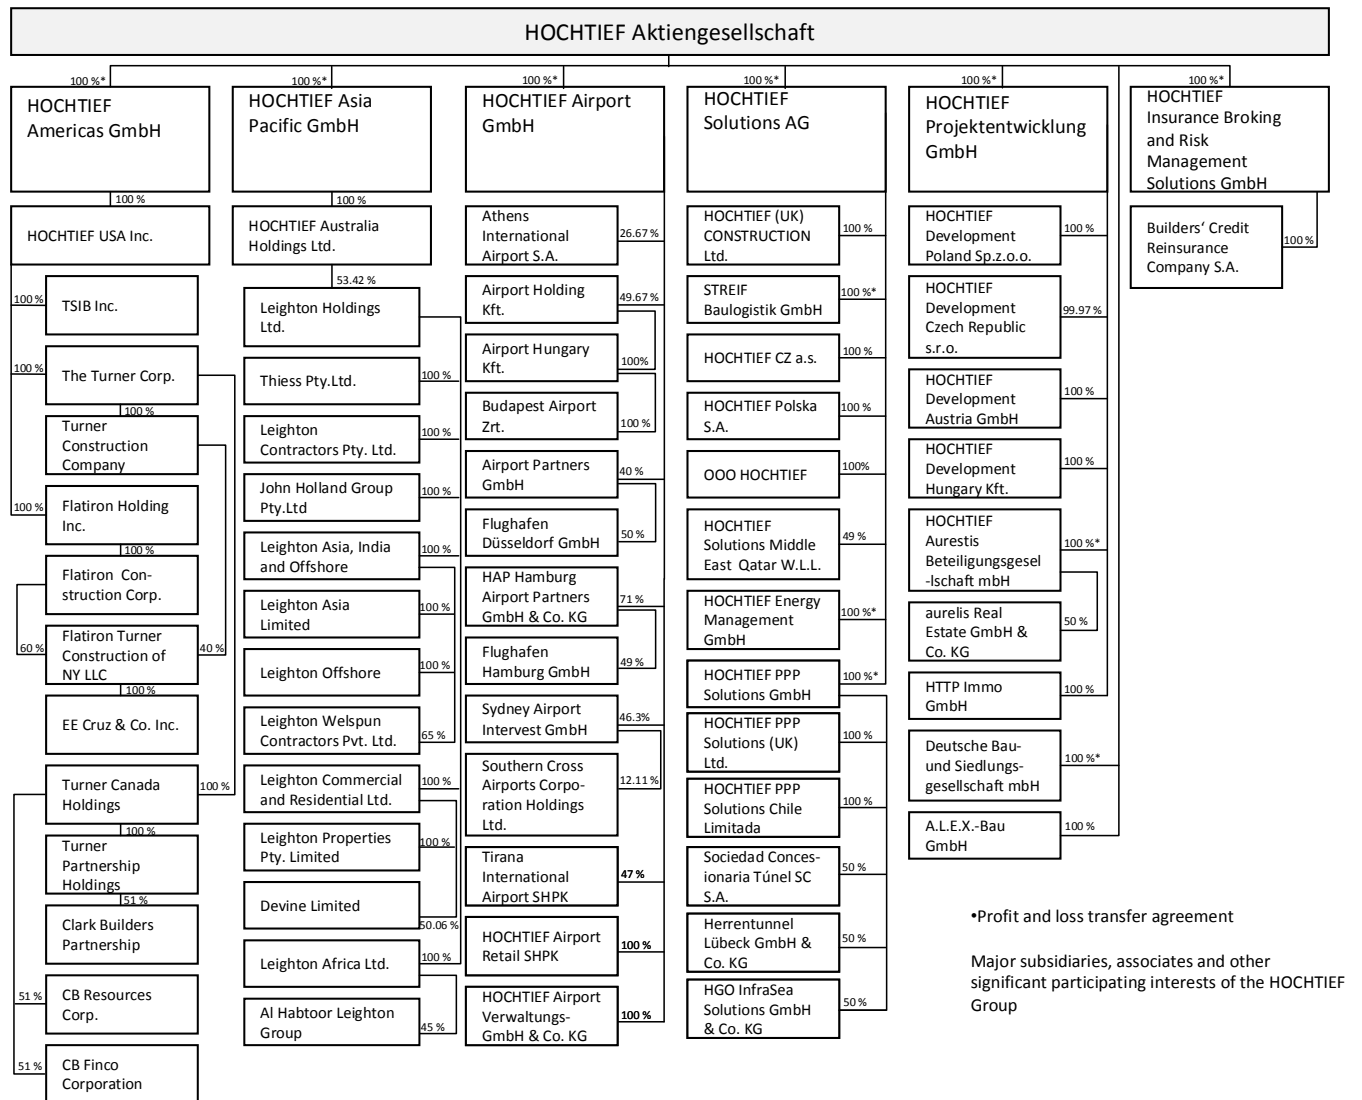 HOCHTIEF Aktiengesellschaft
100 %*
100 %*
100 %*
100 %*
100 %*
100 %*
HOCHTIEF
Americas GmbH
100 %
HOCHTIEF USA Inc.
100 %
TSIB Inc.
100 %
The Turner Corp.
100 %
Turner
Construction
Company
100 %
Flatiron Holding
Inc.
100 %
Flatiron Con-
struction Corp.
60 %
Flatiron Turner
Construction of
NY LLC
40 %
100 %
EE Cruz & Co. Inc.
Turner Canada
Holdings
100 %
100 %
Turner
Partnership
Holdings
51 %
Clark Builders
Partnership
51 %
CB Resources
Corp.
51 %
CB Finco
Corporation
HOCHTIEF Asia
Pacific GmbH
100 %
HOCHTIEF Australia
Holdings Ltd.
53.42 %
Leighton Holdings
Ltd.
Thiess Pty.Ltd.
100 %
Leighton
Contractors Pty. Ltd.
100 %
John Holland Group
Pty.Ltd
100 %
Leighton Asia, India
and Offshore
100 %
Leighton Asia
Limited
100 %
Leighton Offshore
100 %
Leighton Welspun
Contractors Pvt. Ltd.
65 %
Leighton Commercial
and Residential Ltd.
100 %
Leighton Properties
Pty. Limited
100 %
Devine Limited
50.06 %
Leighton Africa Ltd.
100 %
Al Habtoor Leighton
Group
45 %
HOCHTIEF Airport
GmbH
Athens
International
Airport S.A.
26.67 %
Airport Holding
Kft.
49.67 %
Airport Hungary
Kft.
100%
Budapest Airport
Zrt.
100 %
Airport Partners
GmbH
40 %
Flughafen
Düsseldorf GmbH
50 %
HAP Hamburg
Airport Partners
GmbH & Co. KG
71 %
Flughafen
Hamburg GmbH
49 %
Sydney Airport
Intervest GmbH
46.3%
Southern Cross
Airports Corpo-
ration Holdings
Ltd.
12.11 %
Tirana
International
Airport SHPK
47 %
HOCHTIEF Airport
Retail SHPK
100 %
HOCHTIEF Airport
Verwaltungs-
GmbH & Co. KG
100 %
HOCHTIEF
Solutions AG
HOCHTIEF (UK)
CONSTRUCTION
Ltd.
100 %
STREIF
Baulogistik GmbH
100 %*
HOCHTIEF CZ a.s.
100 %
HOCHTIEF Polska
S.A.
100 %
OOO HOCHTIEF
100%
HOCHTIEF
Solutions Middle
East Qatar W.L.L.
49 %
HOCHTIEF Energy
Management
GmbH
100 %*
HOCHTIEF PPP
Solutions GmbH
100 %*
HOCHTIEF PPP
Solutions (UK)
Ltd.
100 %
HOCHTIEF PPP
Solutions Chile
Limitada
100 %
Sociedad Conces-
ionaria Túnel SC
S.A.
50 %
Herrentunnel
Lübeck GmbH &
Co. KG
50 %
HGO InfraSea
Solutions GmbH
& Co. KG
50 %
HOCHTIEF
Projektentwicklung
GmbH
HOCHTIEF
Development
Poland Sp.z.o.o.
100 %
HOCHTIEF
Development
Czech Republic
s.r.o.
99.97 %
HOCHTIEF
Development
Austria GmbH
100 %
HOCHTIEF
Development
Hungary Kft.
100 %
HOCHTIEF
Aurestis
Beteiligungsgesel
-lschaft mbH
100 %*
aurelis Real
Estate GmbH &
Co. KG
50 %
HTTP Immo
GmbH
100 %
Deutsche Bau-
und Siedlungs-
gesellschaft mbH
100 %*
A.L.E.X.-Bau
GmbH
100 %
HOCHTIEF
Insurance Broking
and Risk
Management
Solutions GmbH
Builders‘ Credit
Reinsurance
Company S.A.
100 %
•Profit and loss transfer agreement
Major subsidiaries, associates and other
significant participating interests of the HOCHTIEF
Group